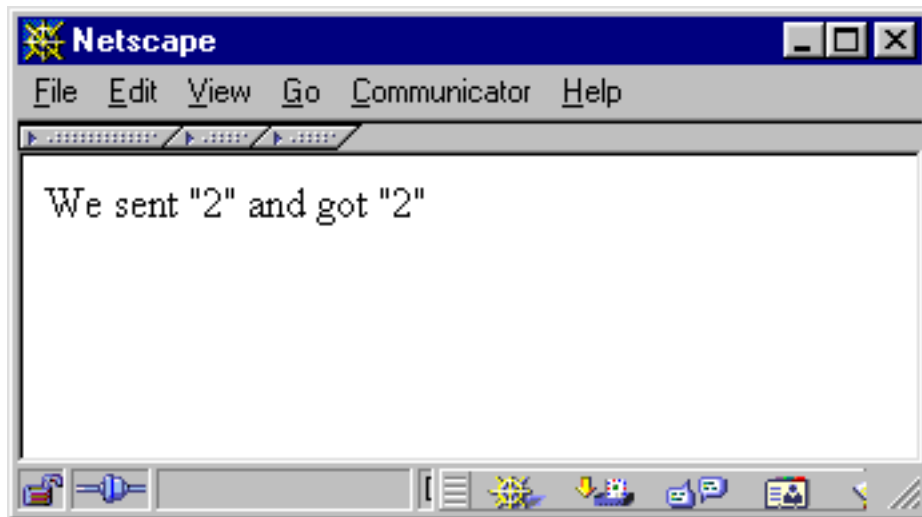 Netscape
File Edit View Go Communicator Help
We sent "2" and got "2"